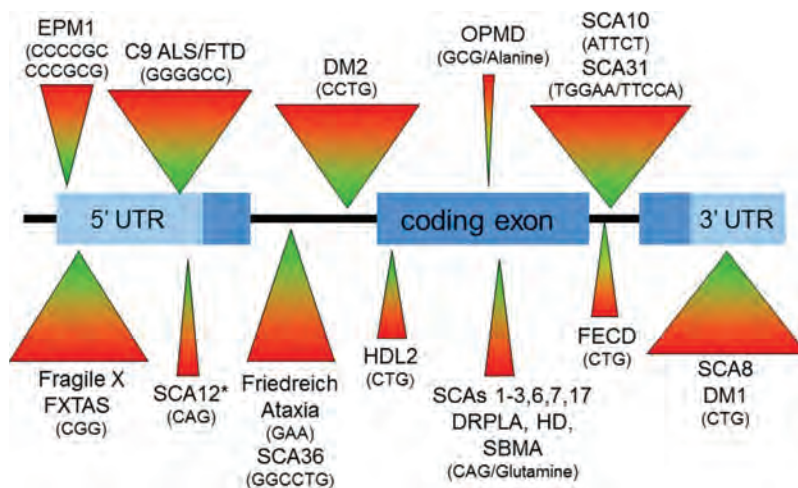 EPM1
(CCCCGC
CCCGCG)
C9 ALS/FTD
(GGGGCC)
DM2
(CCTG)
OPMD
(GCG/Alanine)
SCA10
(ATTCT)
SCA31
(TGGAA/TTCCA)
5' UTR
coding exon
3' UTR
Fragile X
FXTAS
(CGG)
SCA12*
(CAG)
Friedreich
Ataxia
(GAA)
SCA36
(GGCCTG)
HDL2
(CTG)
SCAs 1-3,6,7,17
DRPLA, HD,
SBMA
(CAG/Glutamine)
FECD
(CTG)
SCA8
DM1
(CTG)